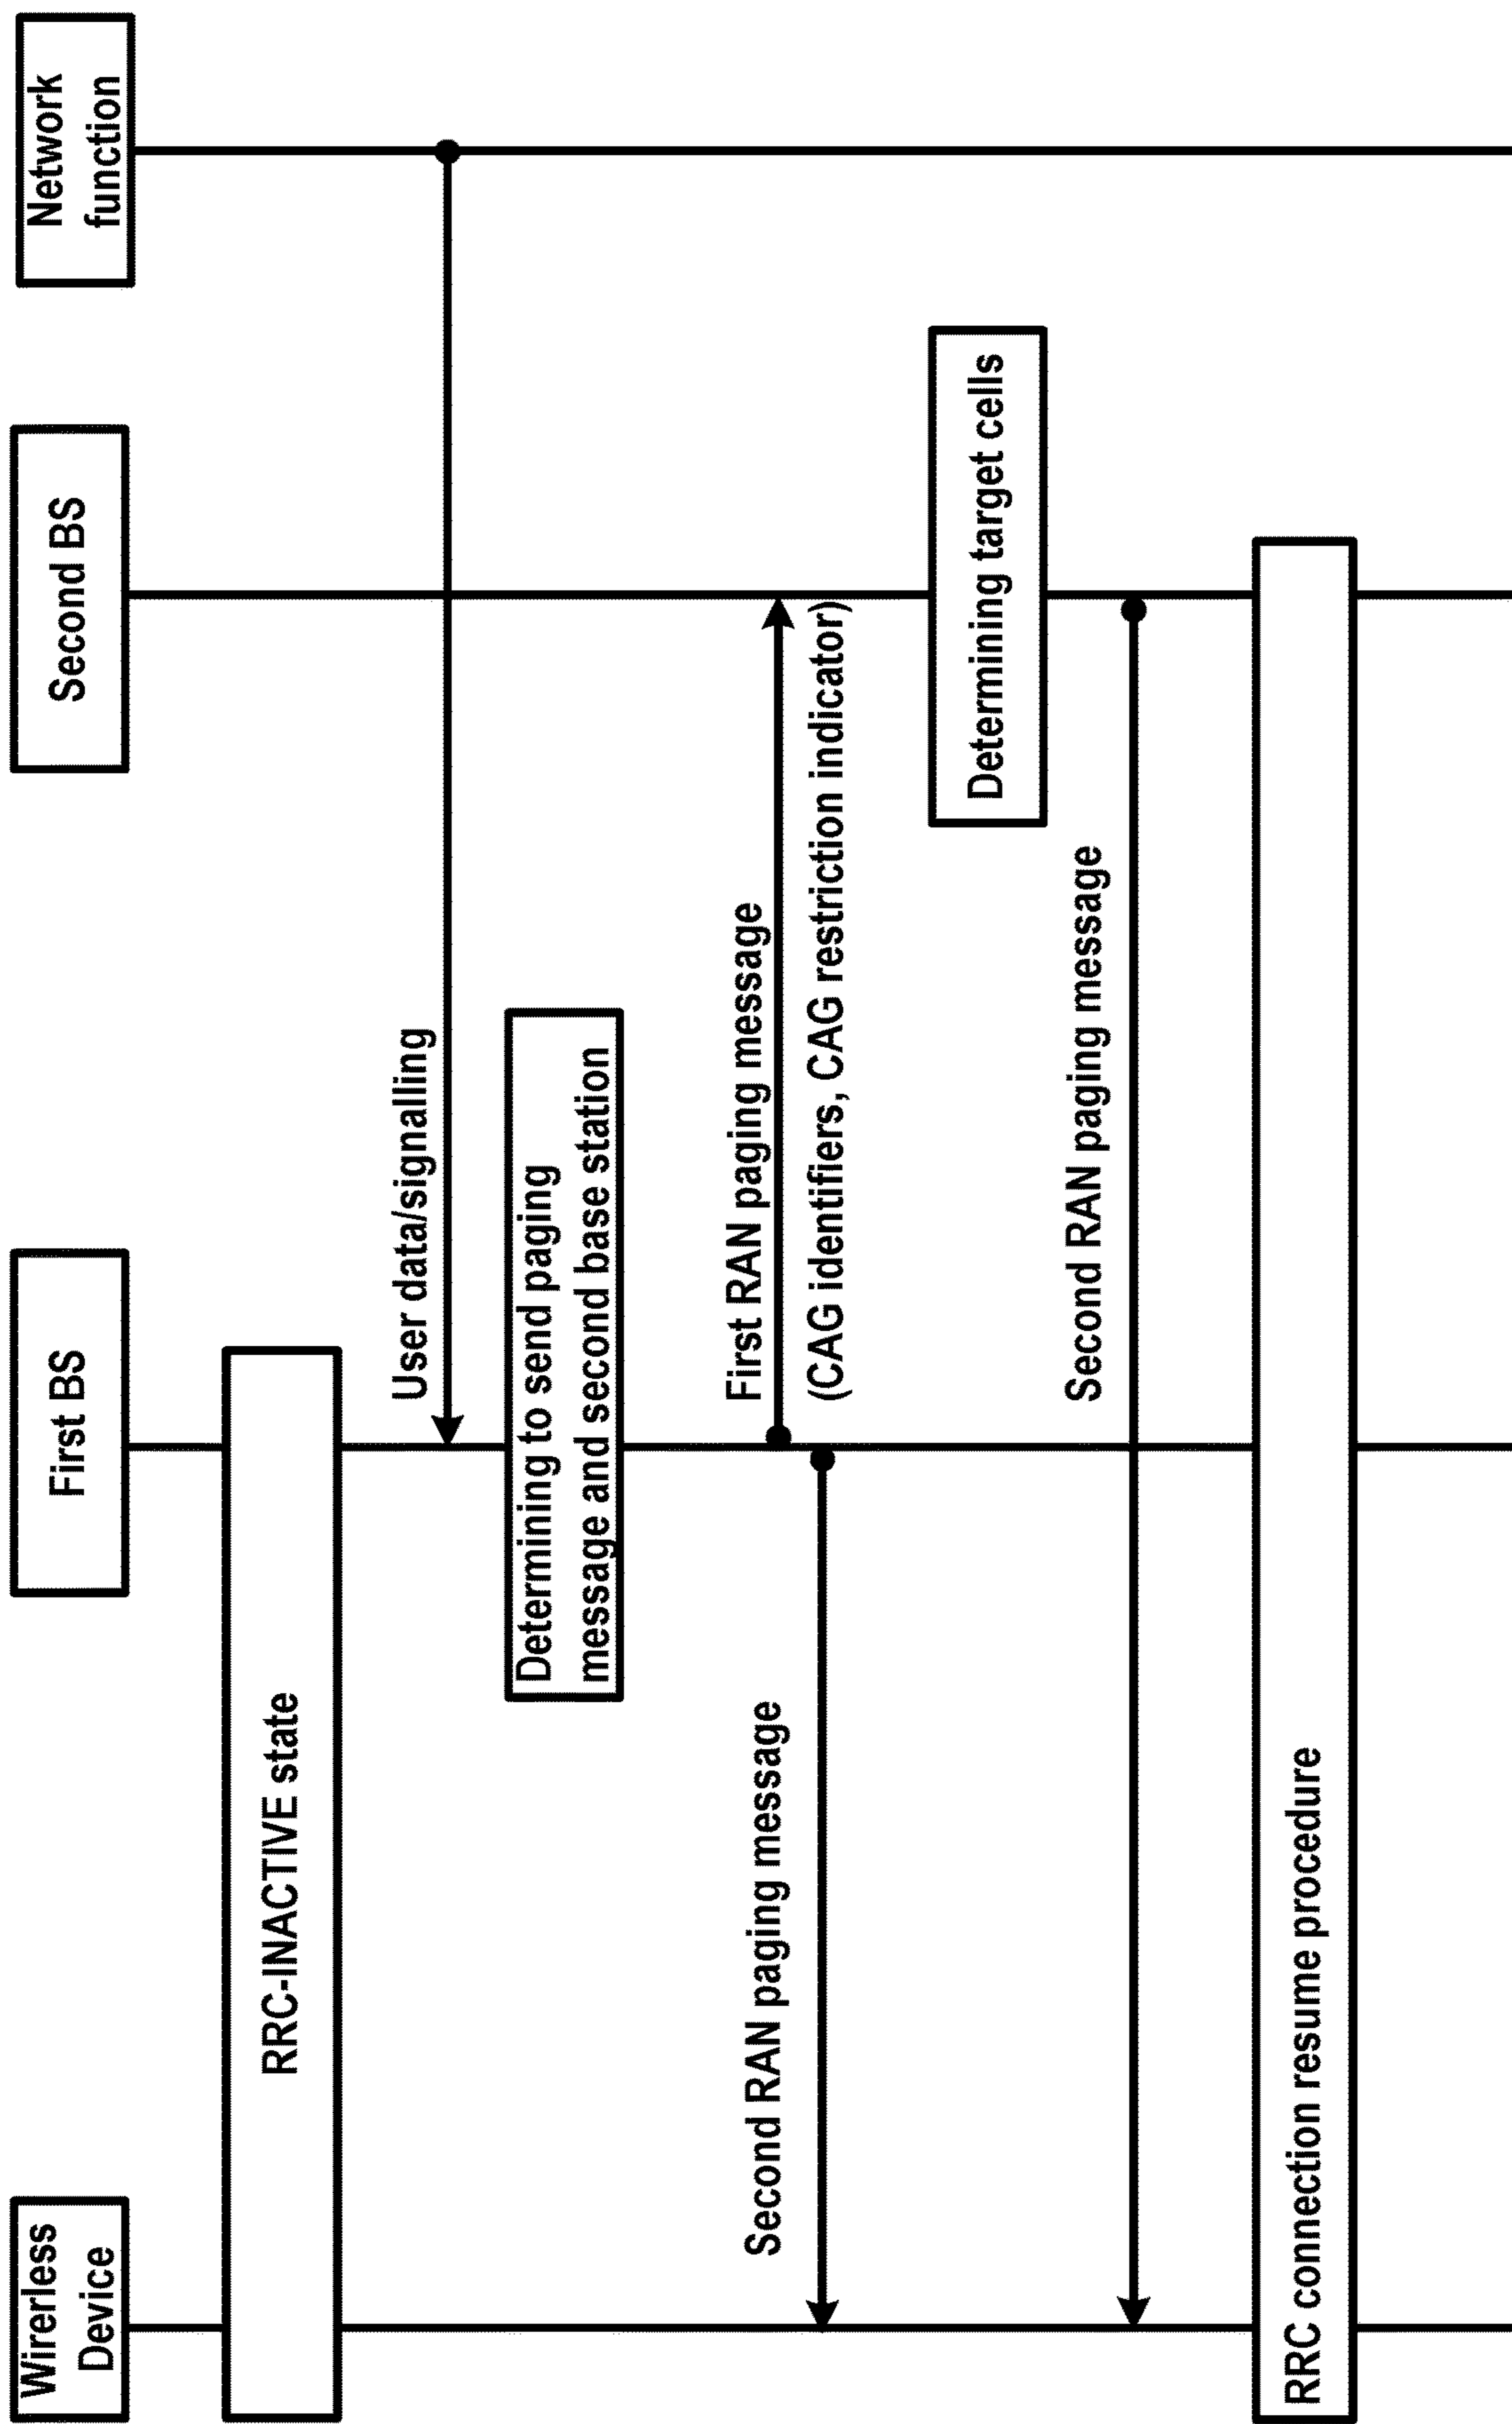 Wirerless
Device
First BS
Second BS
Network
function
RRC-INACTIVE state
User data/signalling
Determining to send paging
message and second base station
First RAN paging message
(CAG identifiers, CAG restriction indicator)
Second RAN paging message
Determining target cells
Second RAN paging message
RRC connection resume procedure